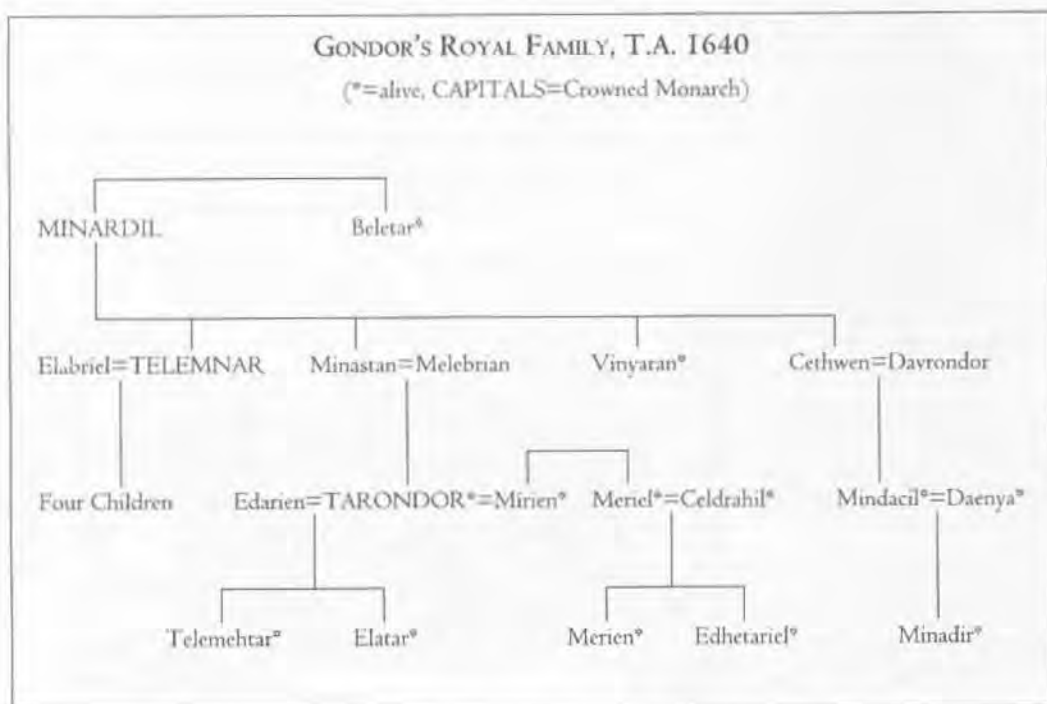 GONDOR'S ROYAL FAMILY, T.A. 1640
(*=alive, CAPITALS=Crowned Monarch)
MINARDIL Beletar*
Elabriel=TELEMNAR Minastan=Melebrian Vinyaran* Cethwen=Davrondor
Four Children Edarien=TARONDOR*=Mírien* Meriel*=Celdrahil* Mindacil*=Daenya*
Telemehtar* Elatar* Merien* Edhetariel* Minadir*